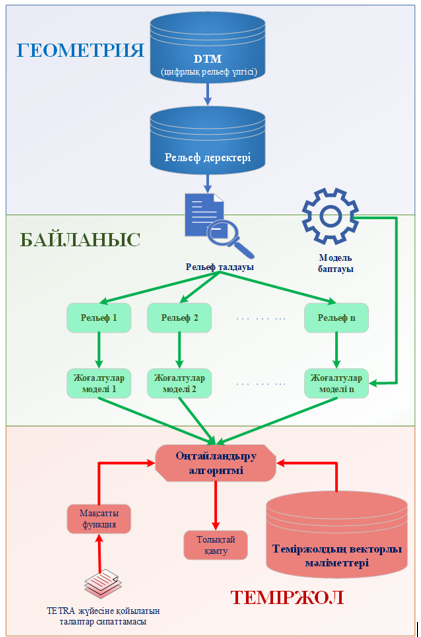 ГЕОМЕТРИЯ
DTM
(цифрлық рельеф үлгісі)
Рельеф деректері
БАЙЛАНЫС
Рельеф талдауы
Модель
баптауы
Рельеф 1
Рельеф 2
... ... ...
Рельеф n
Жоғалтулар
моделі 1
Жоғалтулар
моделі 2
... ... ...
Жоғалтулар
моделі n
Оңтайландыру
алгоритмі
Мақсатты
функция
Толықтай
қамту
Теміржолдың векторлы
мәліметтері
TETRA жүйесіне қойылатын
талаптар сипаттамасы
ТЕМІРЖОЛ